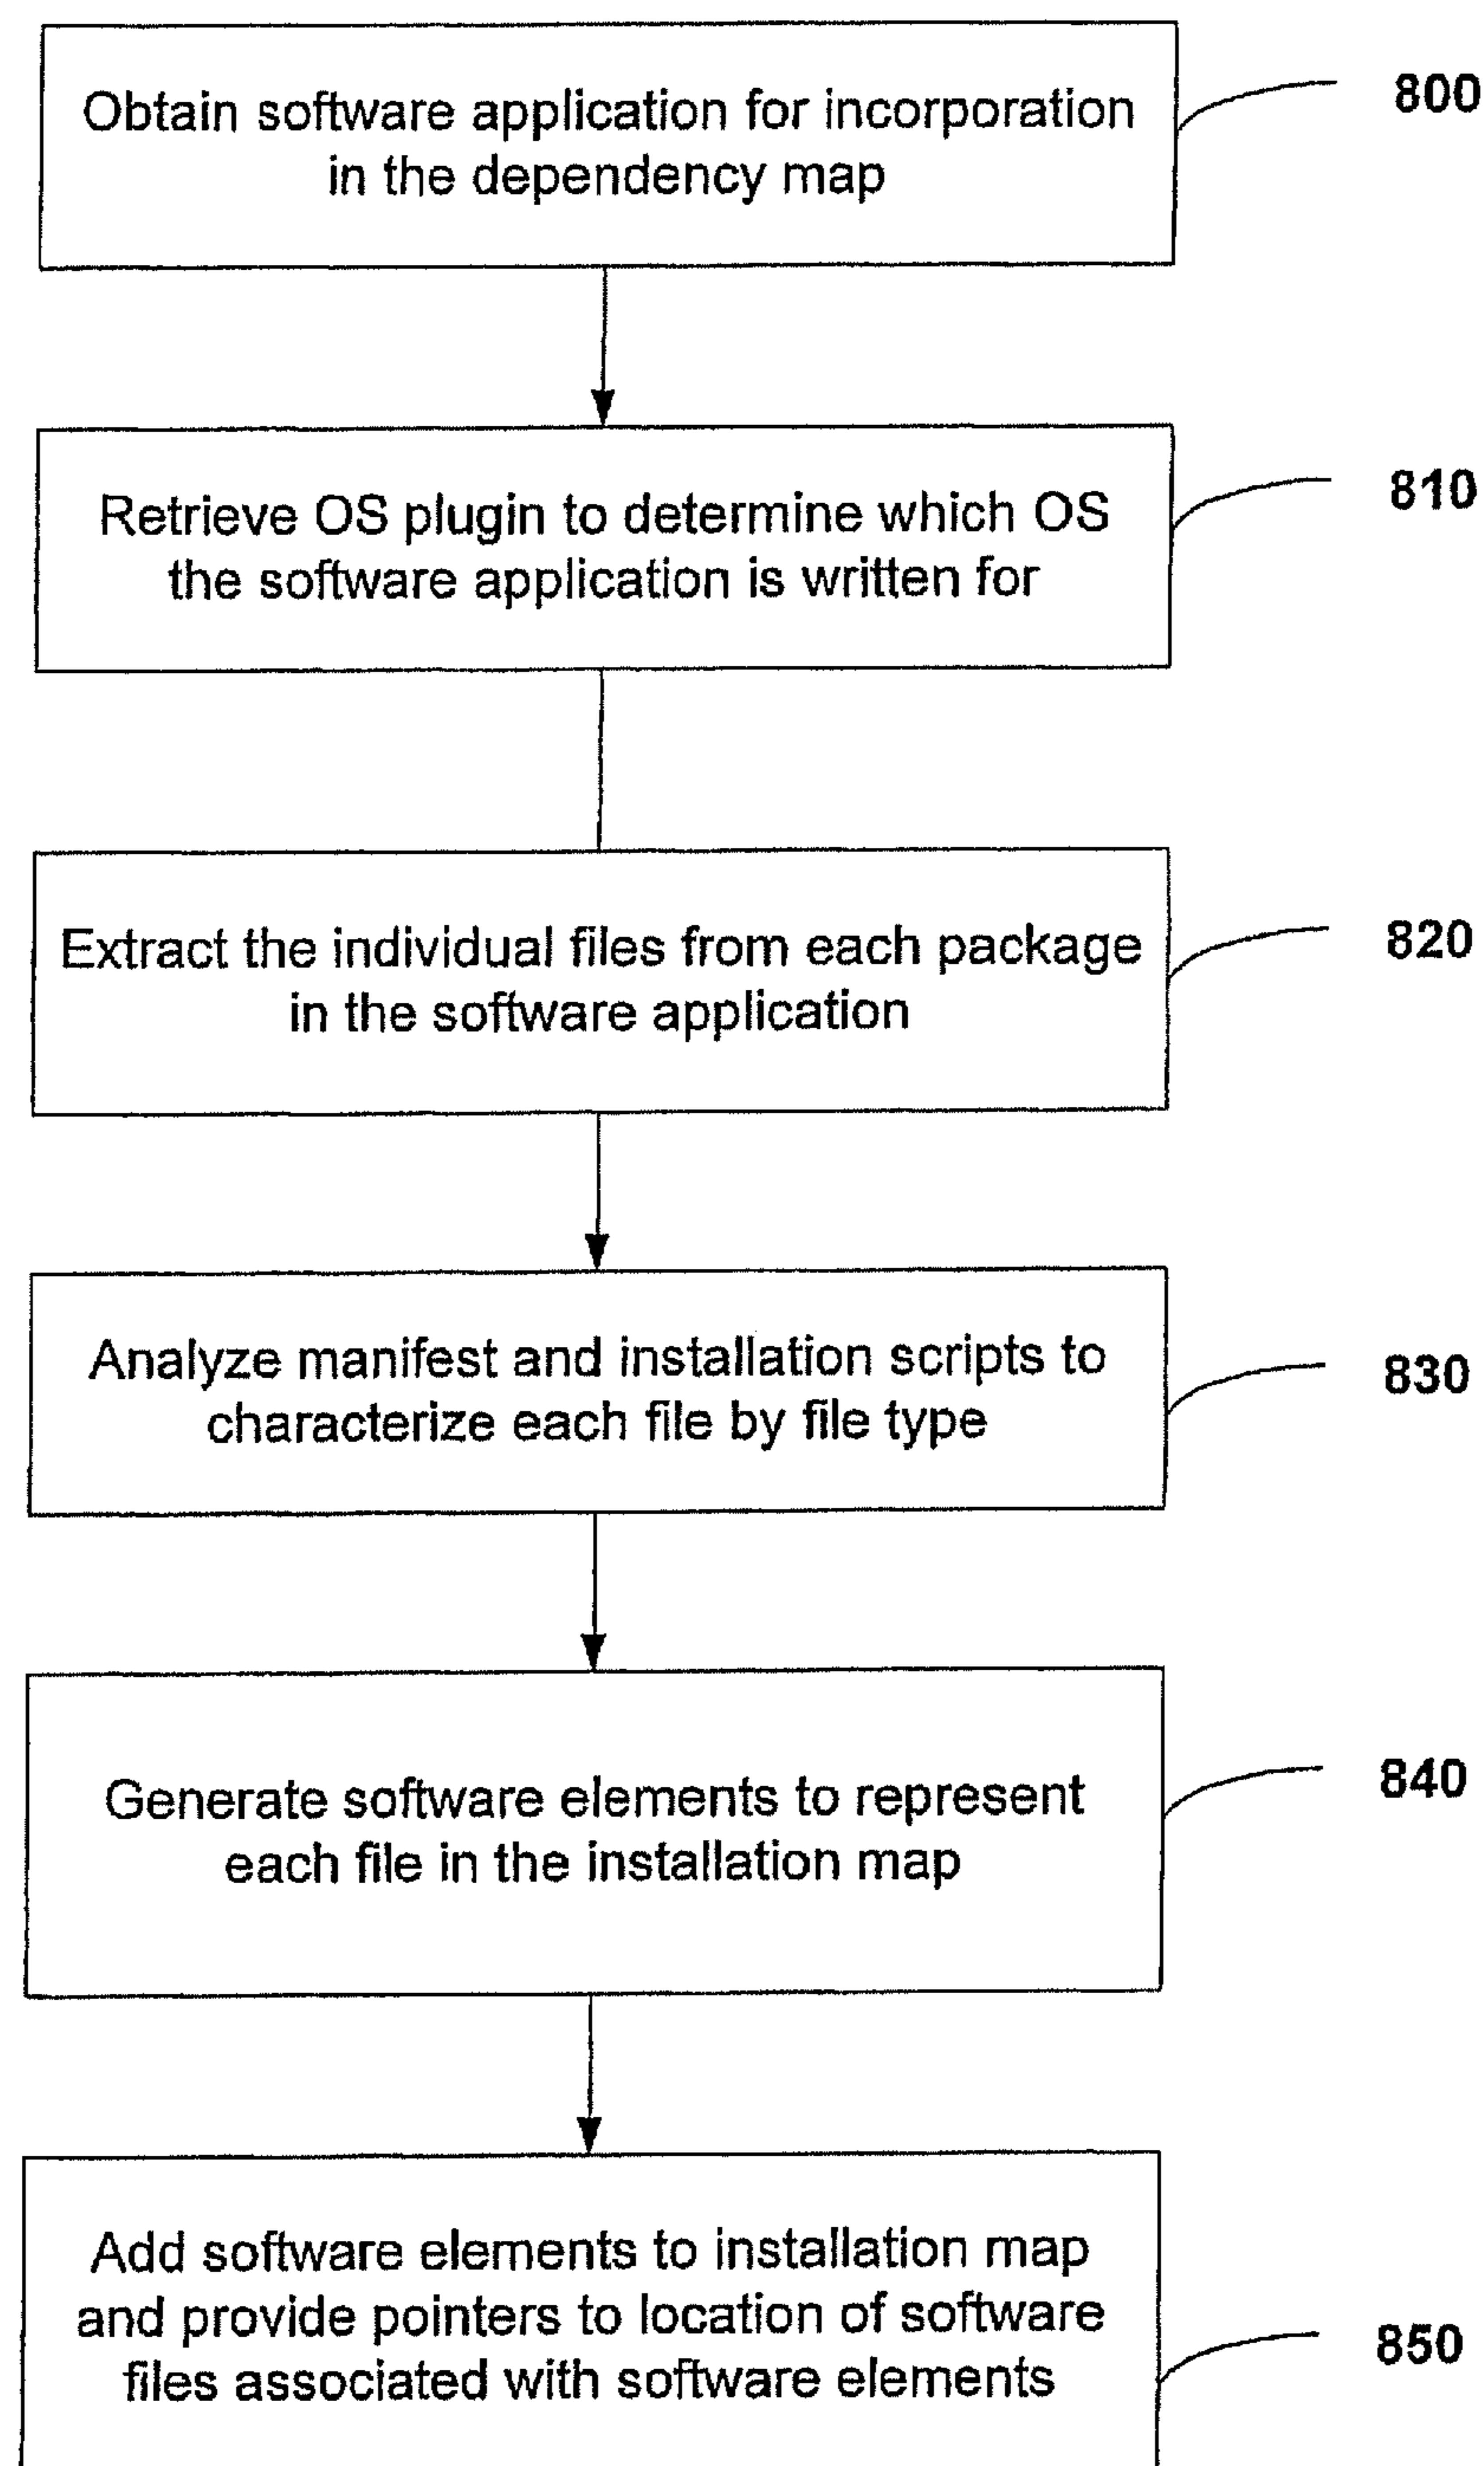 Obtain software application for incorporation
in the dependency map
800
Retrieve OS plugin to determine which OS
the software application is written for
810
Extract the individual files from each package
in the software application
820
Analyze manifest and installation scripts to
characterize each file by file type
830
Generate software elements to represent
each file in the installation map
840
Add software elements to installation map
and provide pointers to location of software
files associated with software elements
850